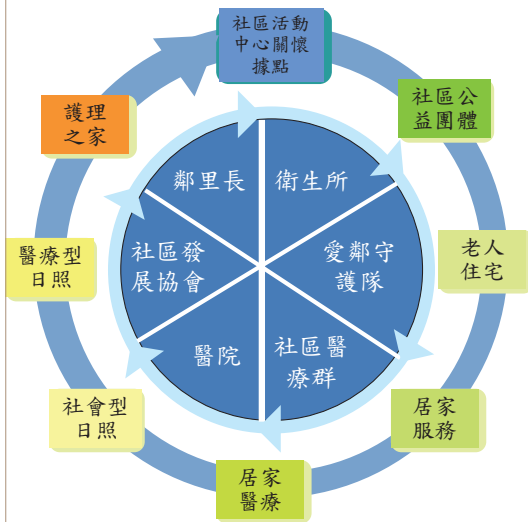 社區活動
中心關懷
據點
社區公
益團體
老人
住宅
居家
服務
居家
醫療
社會型
日照
醫療型
日照
護理
之家
鄰里長
衛生所
愛鄰守
護隊
社區醫
療群
醫院
社區發
展協會